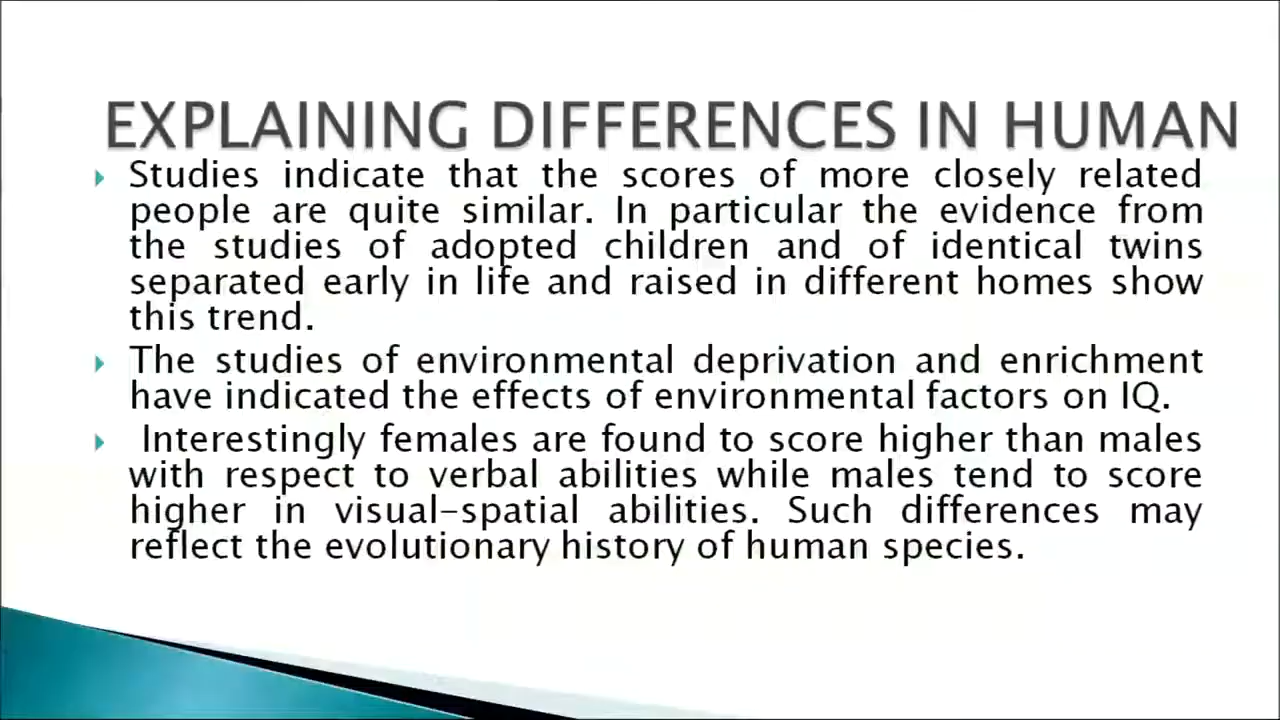 EXPLAINING DIFFERENCES IN HUMAN
Studies indicate that the scores of more closely related
people are quite similar. In particular the evidence from
the studies of adopted children and of identical twins
separated early in life and raised in different homes show
this trend.
The studies of environmental deprivation and enrichment
have indicated the effects of environmental factors on IQ.
Interestingly females are found to score higher than males
with respect to verbal abilities while males tend to score
higher in visual-spatial abilities. Such differences may
reflect the evolutionary history of human species.